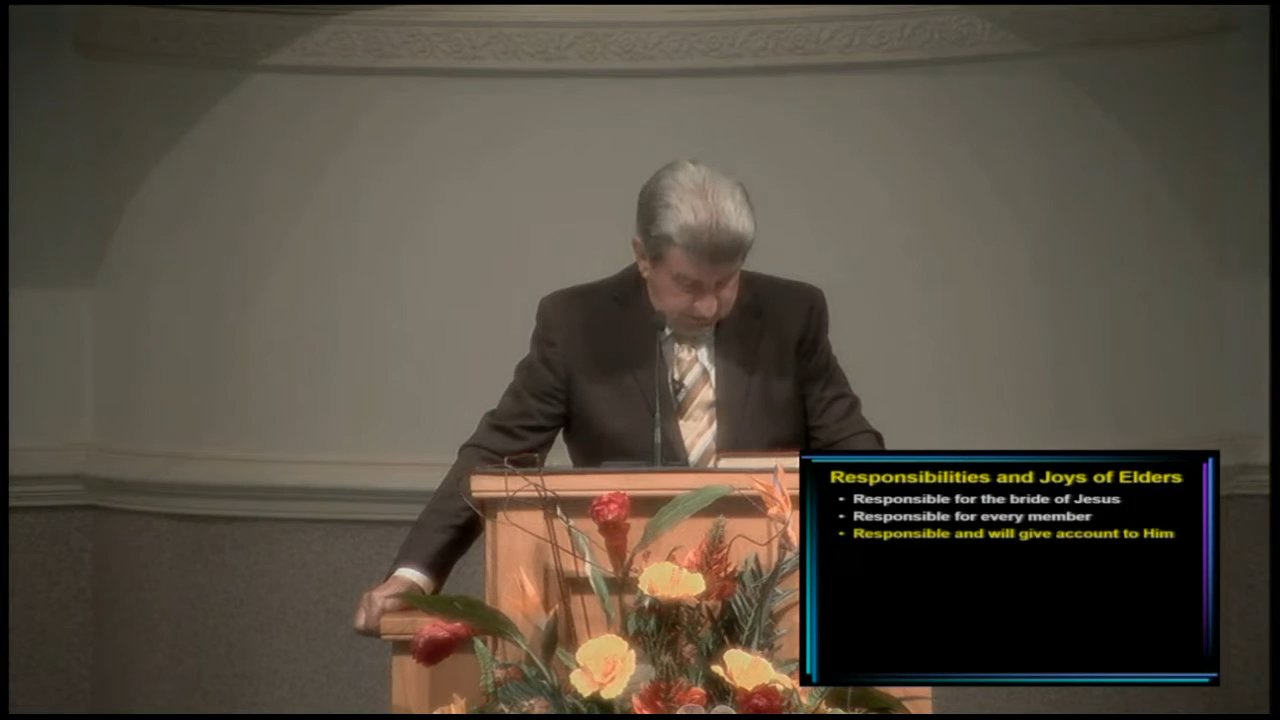 Responsibilities and Joys of Elders
• Responsible for the bride of Jesus
• Responsible for every member
• Responsible and will give account to Him